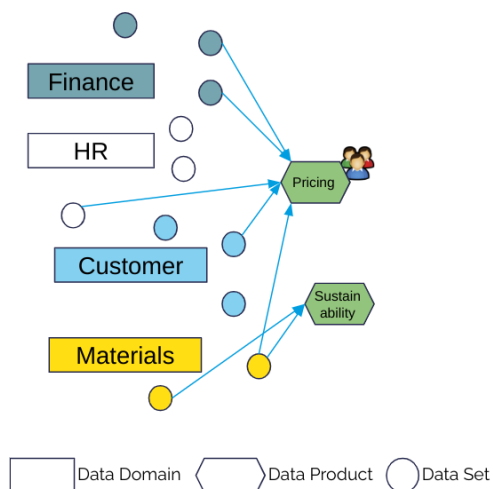 Finance
HR
Pricing
Customer
Sustain
ability
Materials
Data Domain
Data Product
Data Set